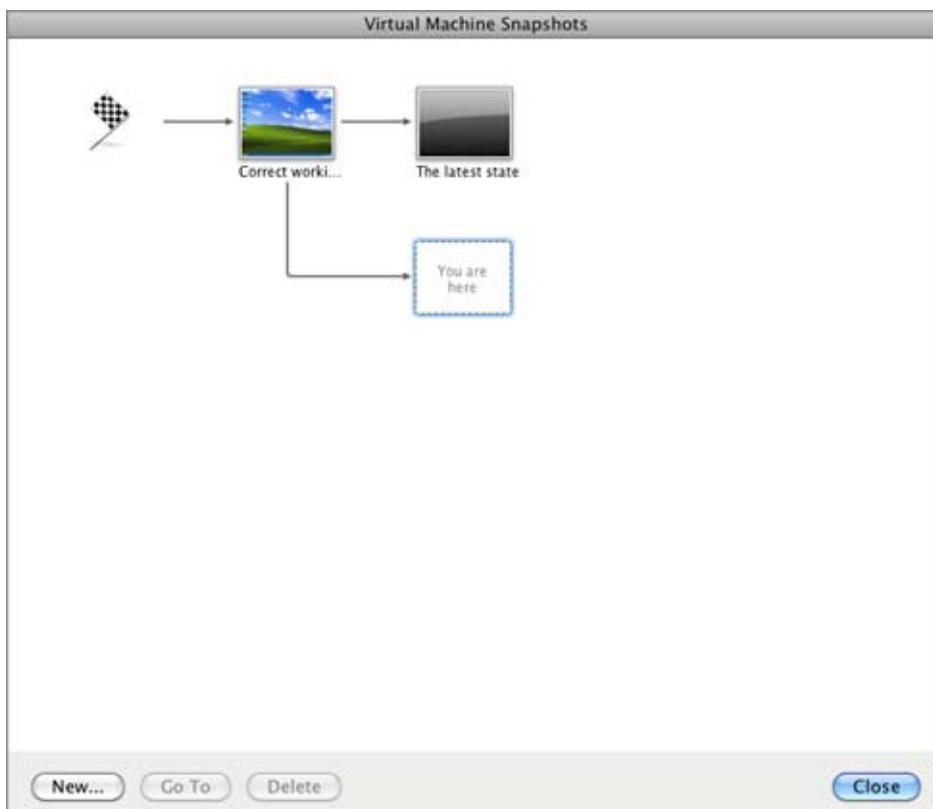 Virtual Machine Snapshots
Correct worki...
The latest state
You are
here
New...
Go To
Delete
Close